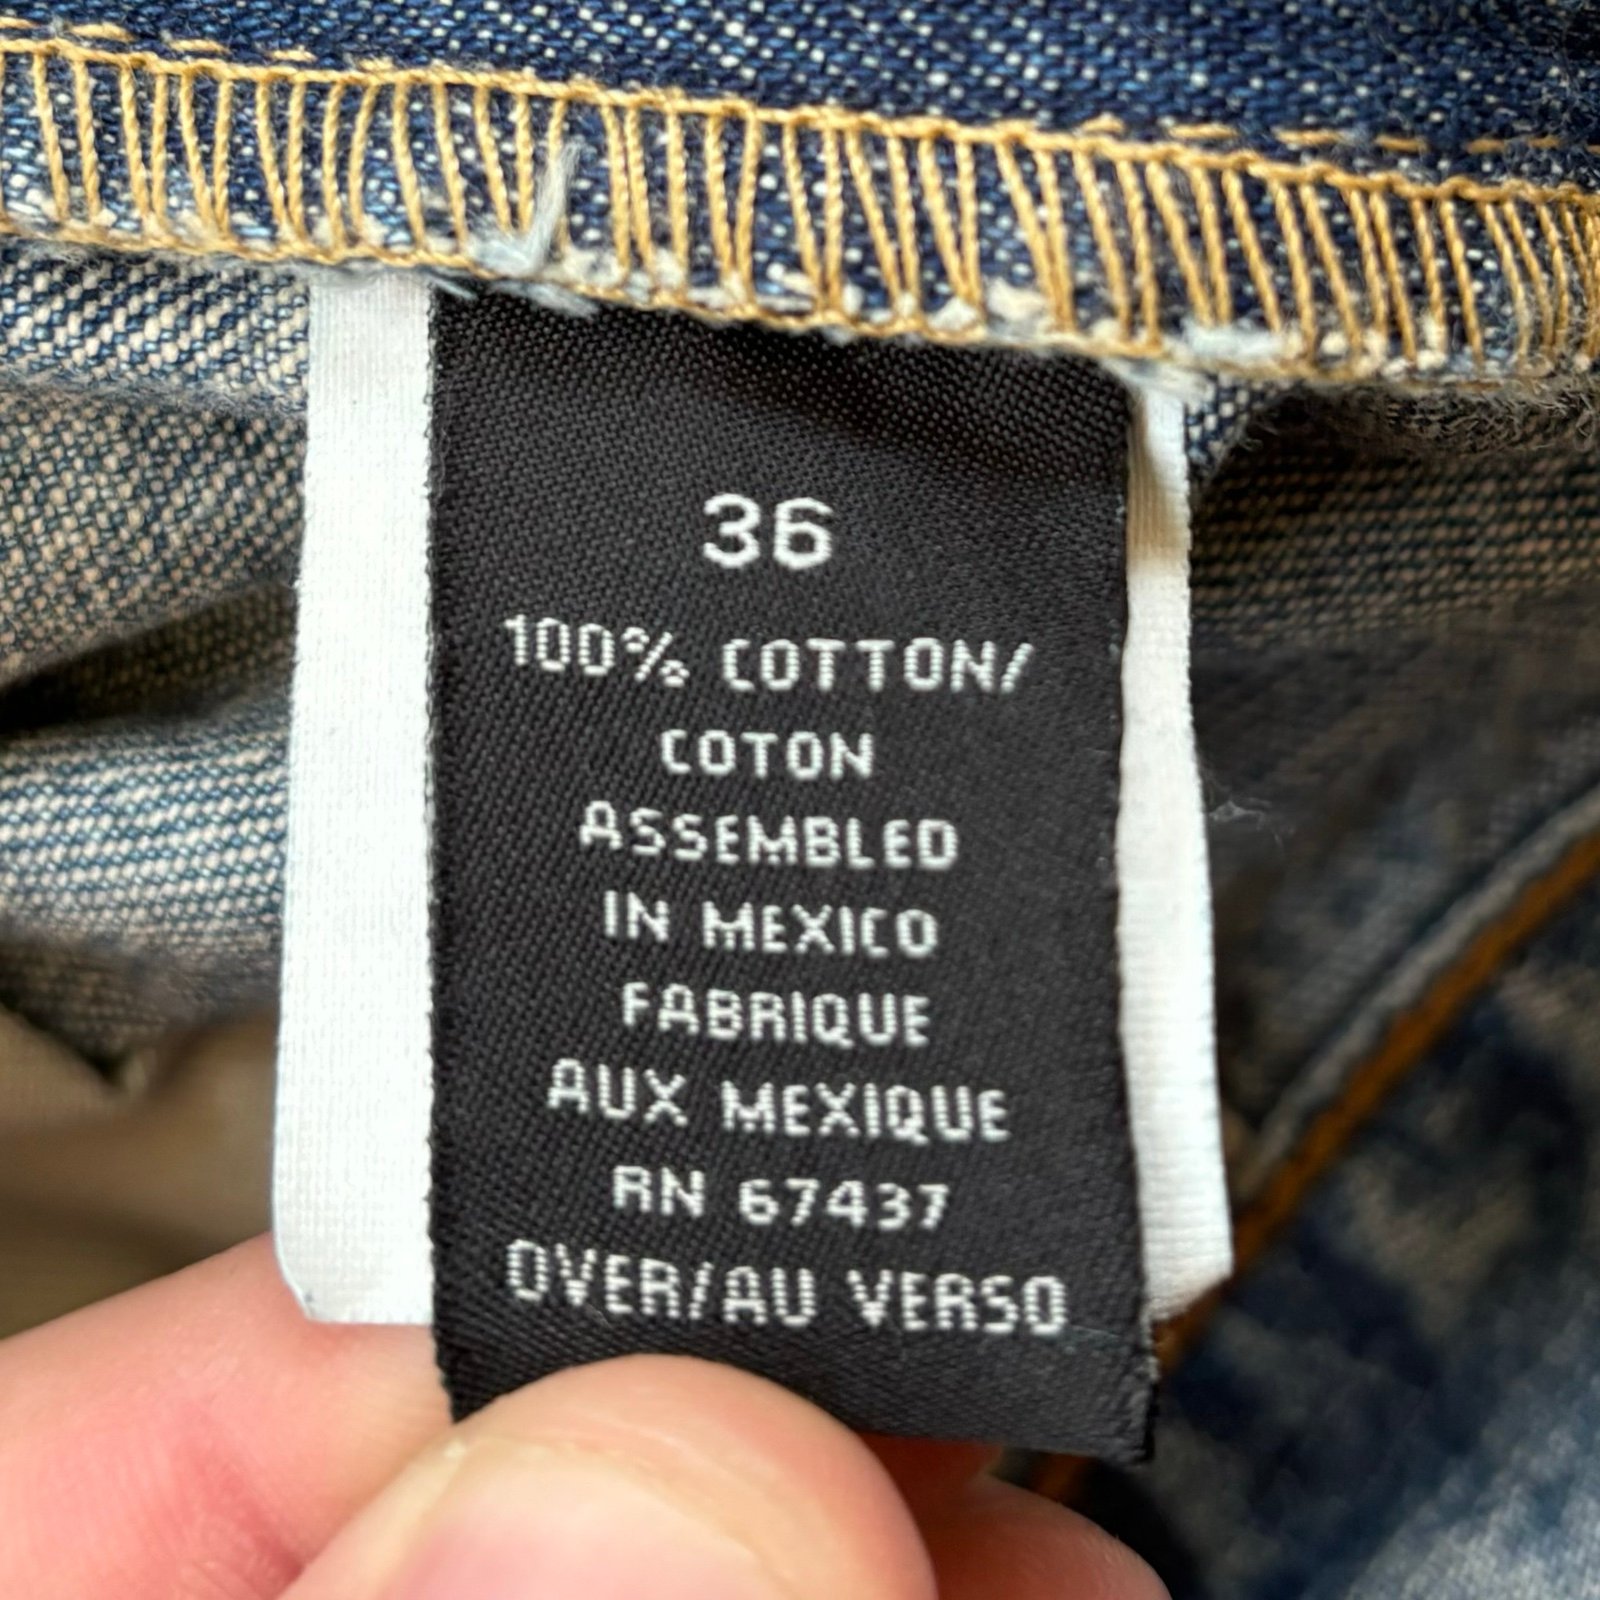 36
100% COTTON/
COTON
ASSEMBLED
IN MEXICO
FABRIQUE
AUX MEXIQUE
RN 67437
OVER/AU VERSO